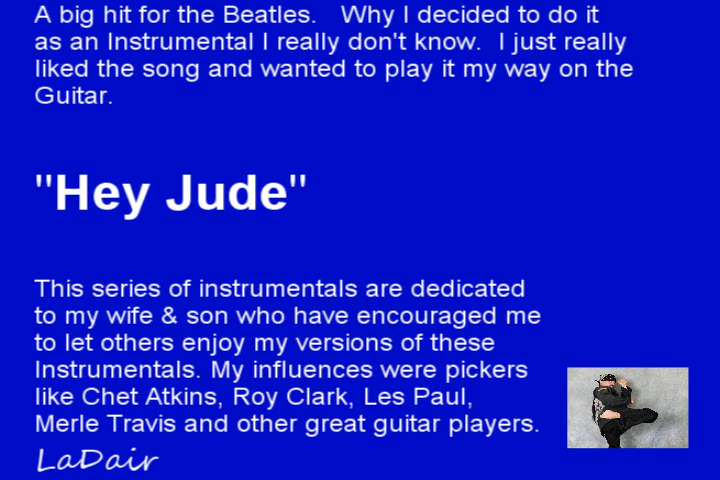 A big hit for the Beatles.   Why I decided to do it
as an Instrumental I really don't know.  I just really
liked the song and wanted to play it my way on the
Guitar.
"Hey Jude"
This series of instrumentals are dedicated
to my wife & son who have encouraged me
to let others enjoy my versions of these
Instrumentals. My influences were pickers
like Chet Atkins, Roy Clark, Les Paul,
Merle Travis and other great guitar players.
LaDair